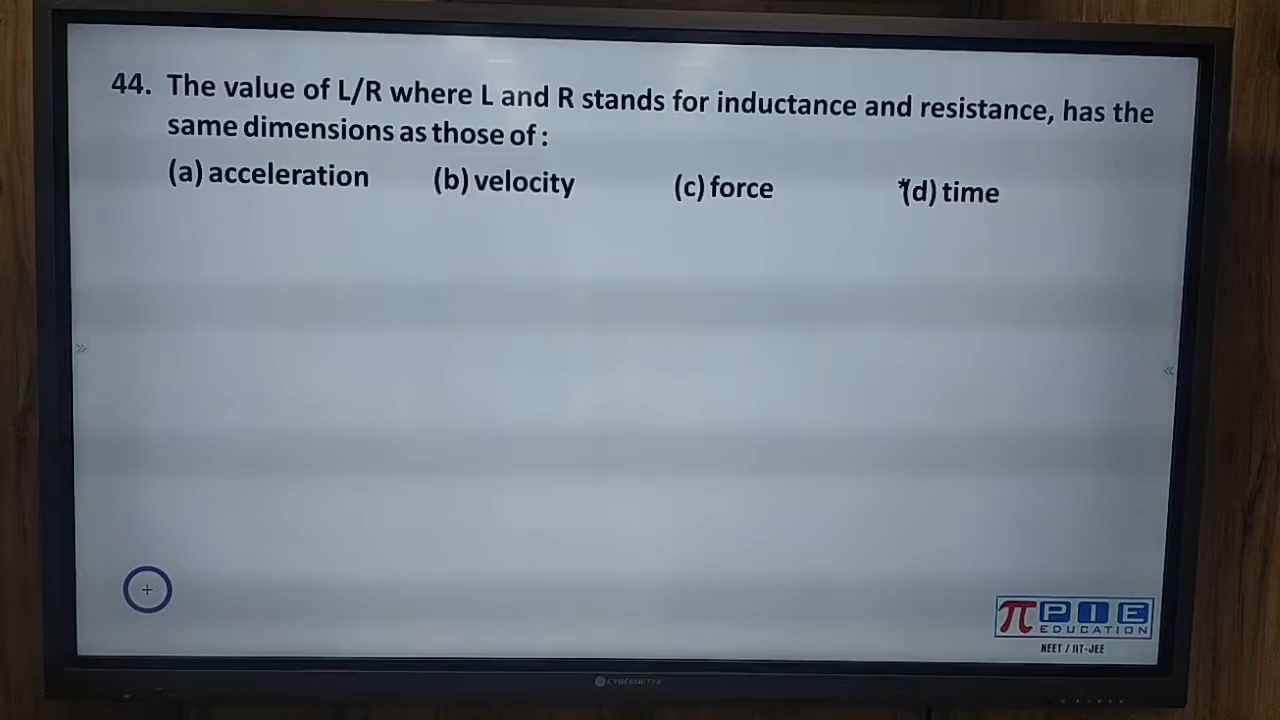 44. The value of L/R where L and R stands for inductance and resistance, has the
same dimensions as those of :
(a) acceleration (b) velocity (c) force *(d) time
π PIE
EDUCATION
NEET / IIT-JEE